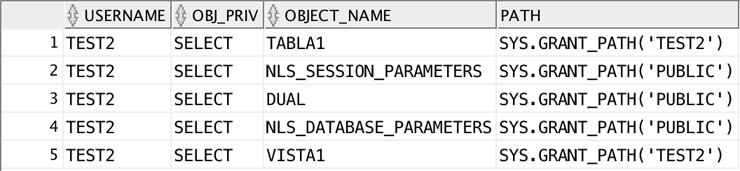 USERNAME OBJ_PRIV OBJECT_NAME PATH
1 TEST2 SELECT TABLA1 SYS.GRANT_PATH('TEST2')
2 TEST2 SELECT NLS_SESSION_PARAMETERS SYS.GRANT_PATH('PUBLIC')
3 TEST2 SELECT DUAL SYS.GRANT_PATH('PUBLIC')
4 TEST2 SELECT NLS_DATABASE_PARAMETERS SYS.GRANT_PATH('PUBLIC')
5 TEST2 SELECT VISTA1 SYS.GRANT_PATH('TEST2')